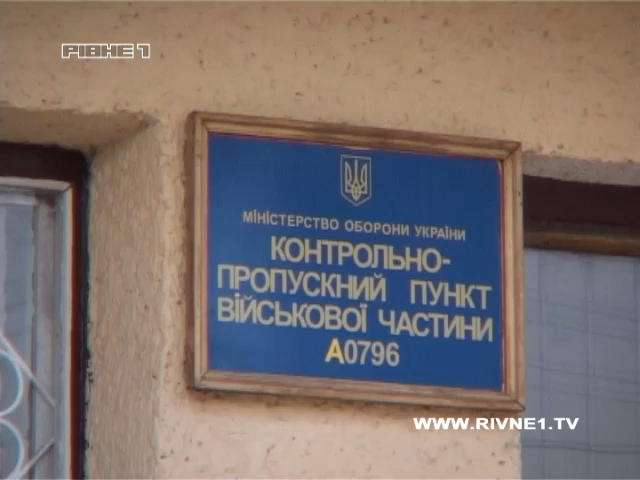 РІВНЕ 1
МІНІСТЕРСТВО ОБОРОНИ УКРАЇНИ
КОНТРОЛЬНО-
ПРОПУСКНИЙ ПУНКТ
ВІЙСЬКОВОЇ ЧАСТИНИ
А0796
WWW.RIVNE1.TV